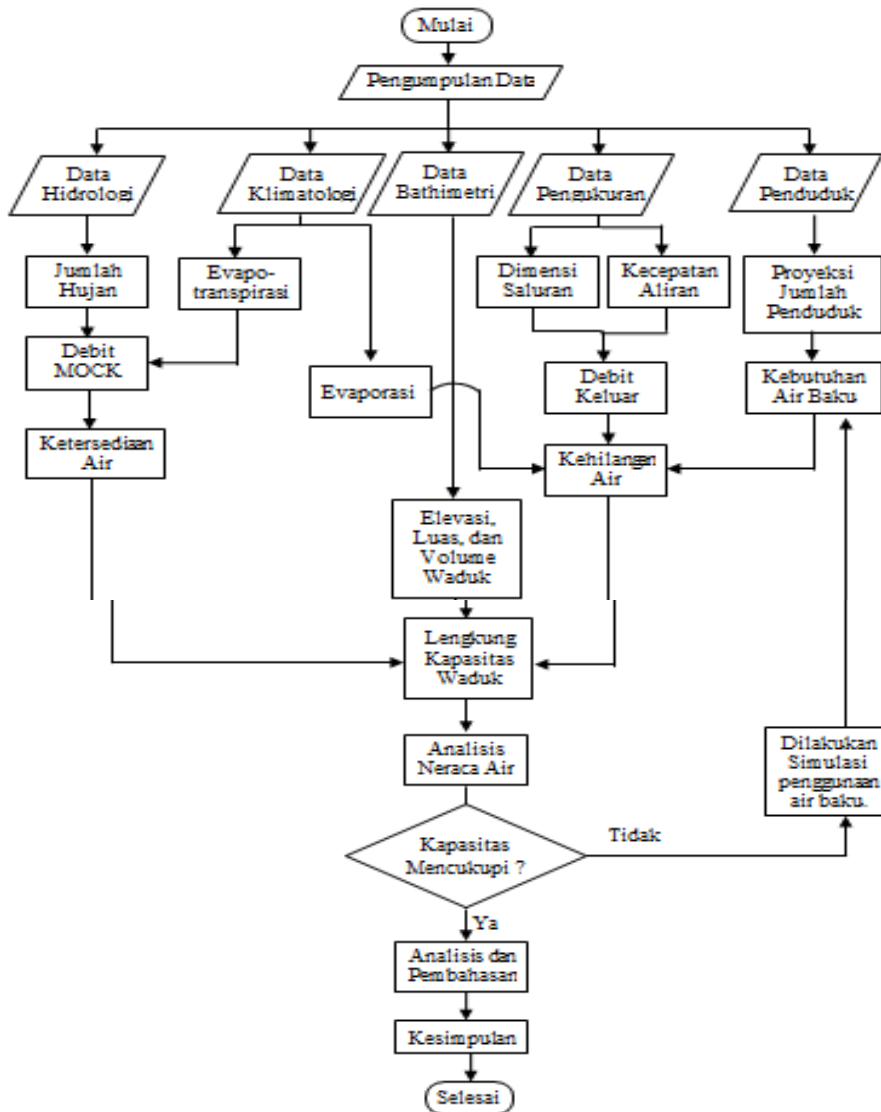 Mulai
Pengumpulan Data
Data
Hidrologi
Data
Klimatologi
Data
Bathimetri
Data
Pengukuran
Data
Penduduk
Jumlah
Hujan
Evapo-
transpirasi
Dimensi
Saluran
Kecepatan
Aliran
Proyeksi
Jumlah
Penduduk
Debit
MOCK
Evaporasi
Debit
Keluar
Kebutuhan
Air Baku
Ketersediaan
Air
Kehilangan
Air
Elevasi,
Luas, dan
Volume
Waduk
Lengkung
Kapasitas
Waduk
Analisis
Neraca Air
Dilakukan
Simulasi
penggunaan
air baku.
Kapasitas
Mencukupi ?
Tidak
Ya
Analisis dan
Pembahasan
Kesimpulan
Selesai